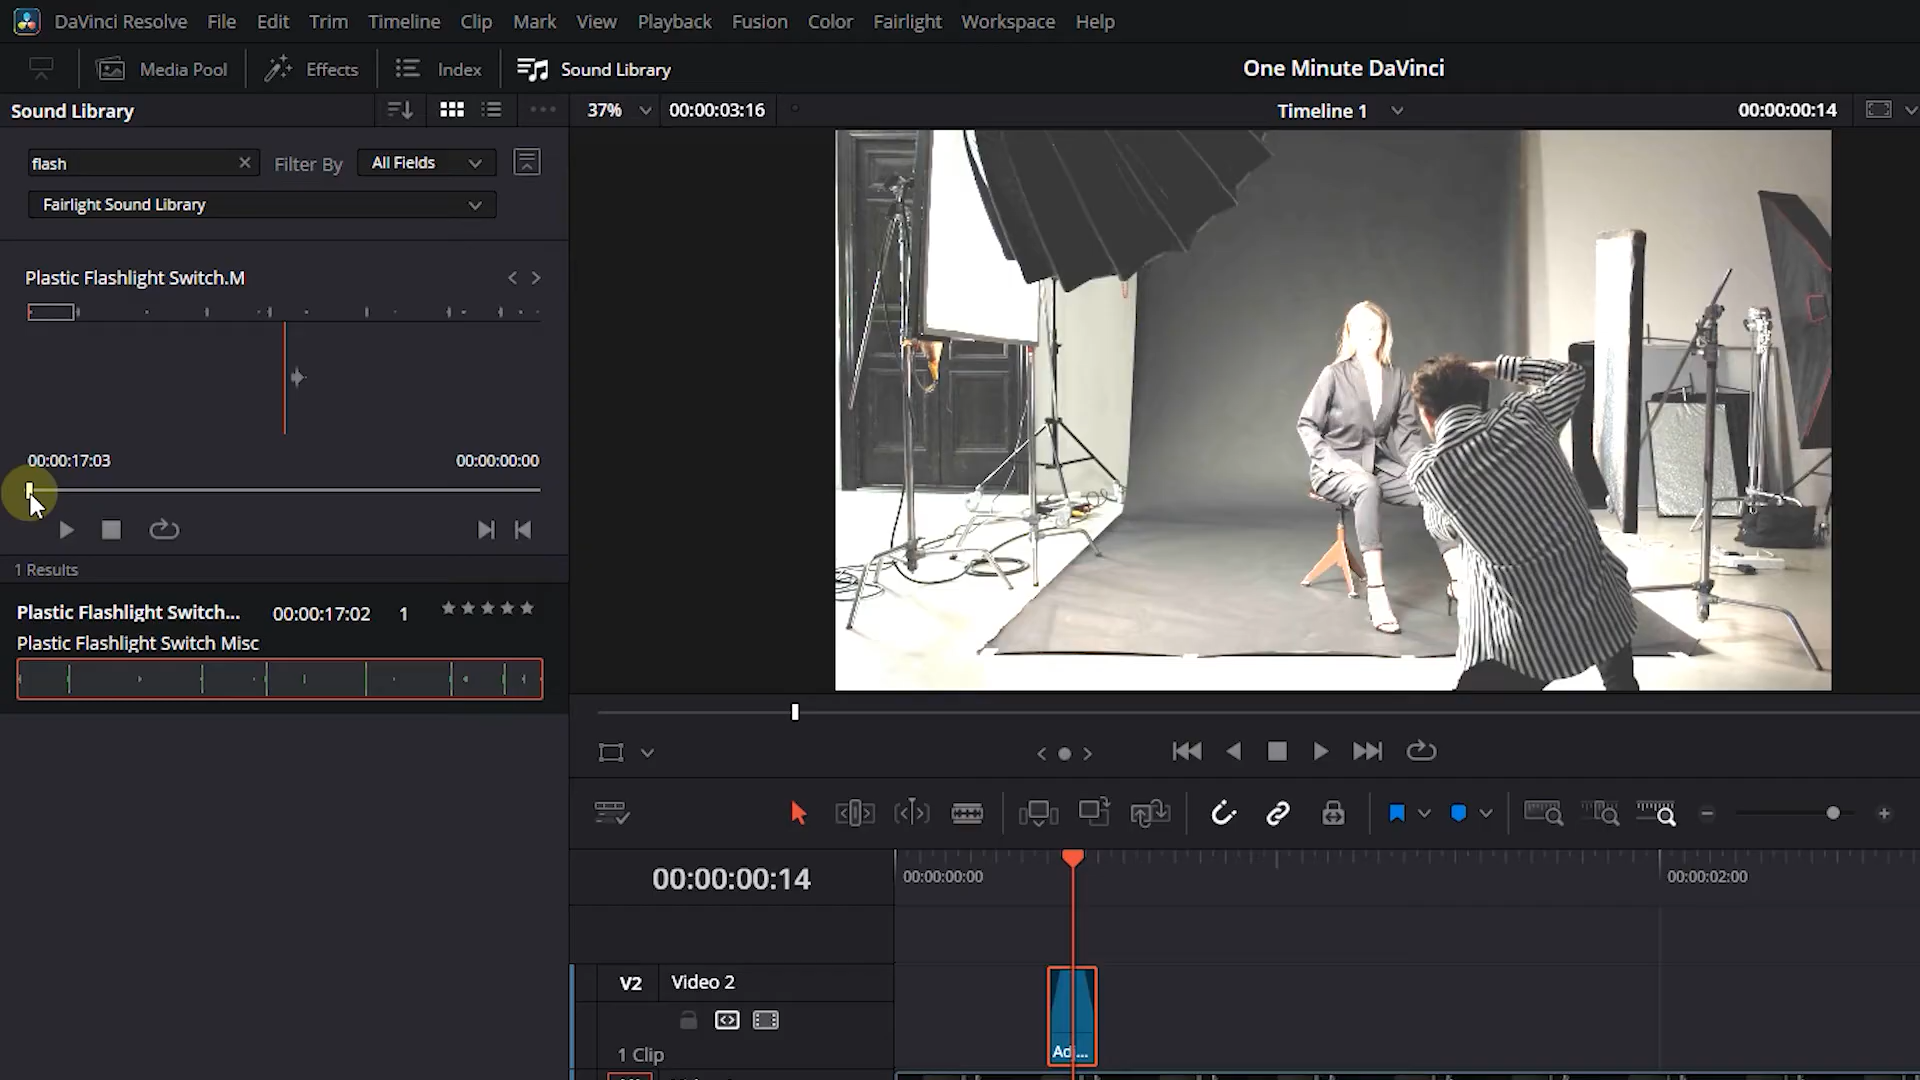 DaVinci Resolve File Edit Trim Timeline Clip Mark View Playback Fusion Color Fairlight Workspace Help
Media Pool Effects Index Sound Library One Minute DaVinci
Sound Library 37% 00:00:03:16 Timeline 1 00:00:00:14
flash Filter By All Fields
Fairlight Sound Library
Plastic Flashlight Switch.M
00:00:17:03 00:00:00:00
1 Results
Plastic Flashlight Switch... 00:00:17:02 1
Plastic Flashlight Switch Misc
00:00:00:14 00:00:00:00 00:00:02:00
V2 Video 2
1 Clip
Adj...